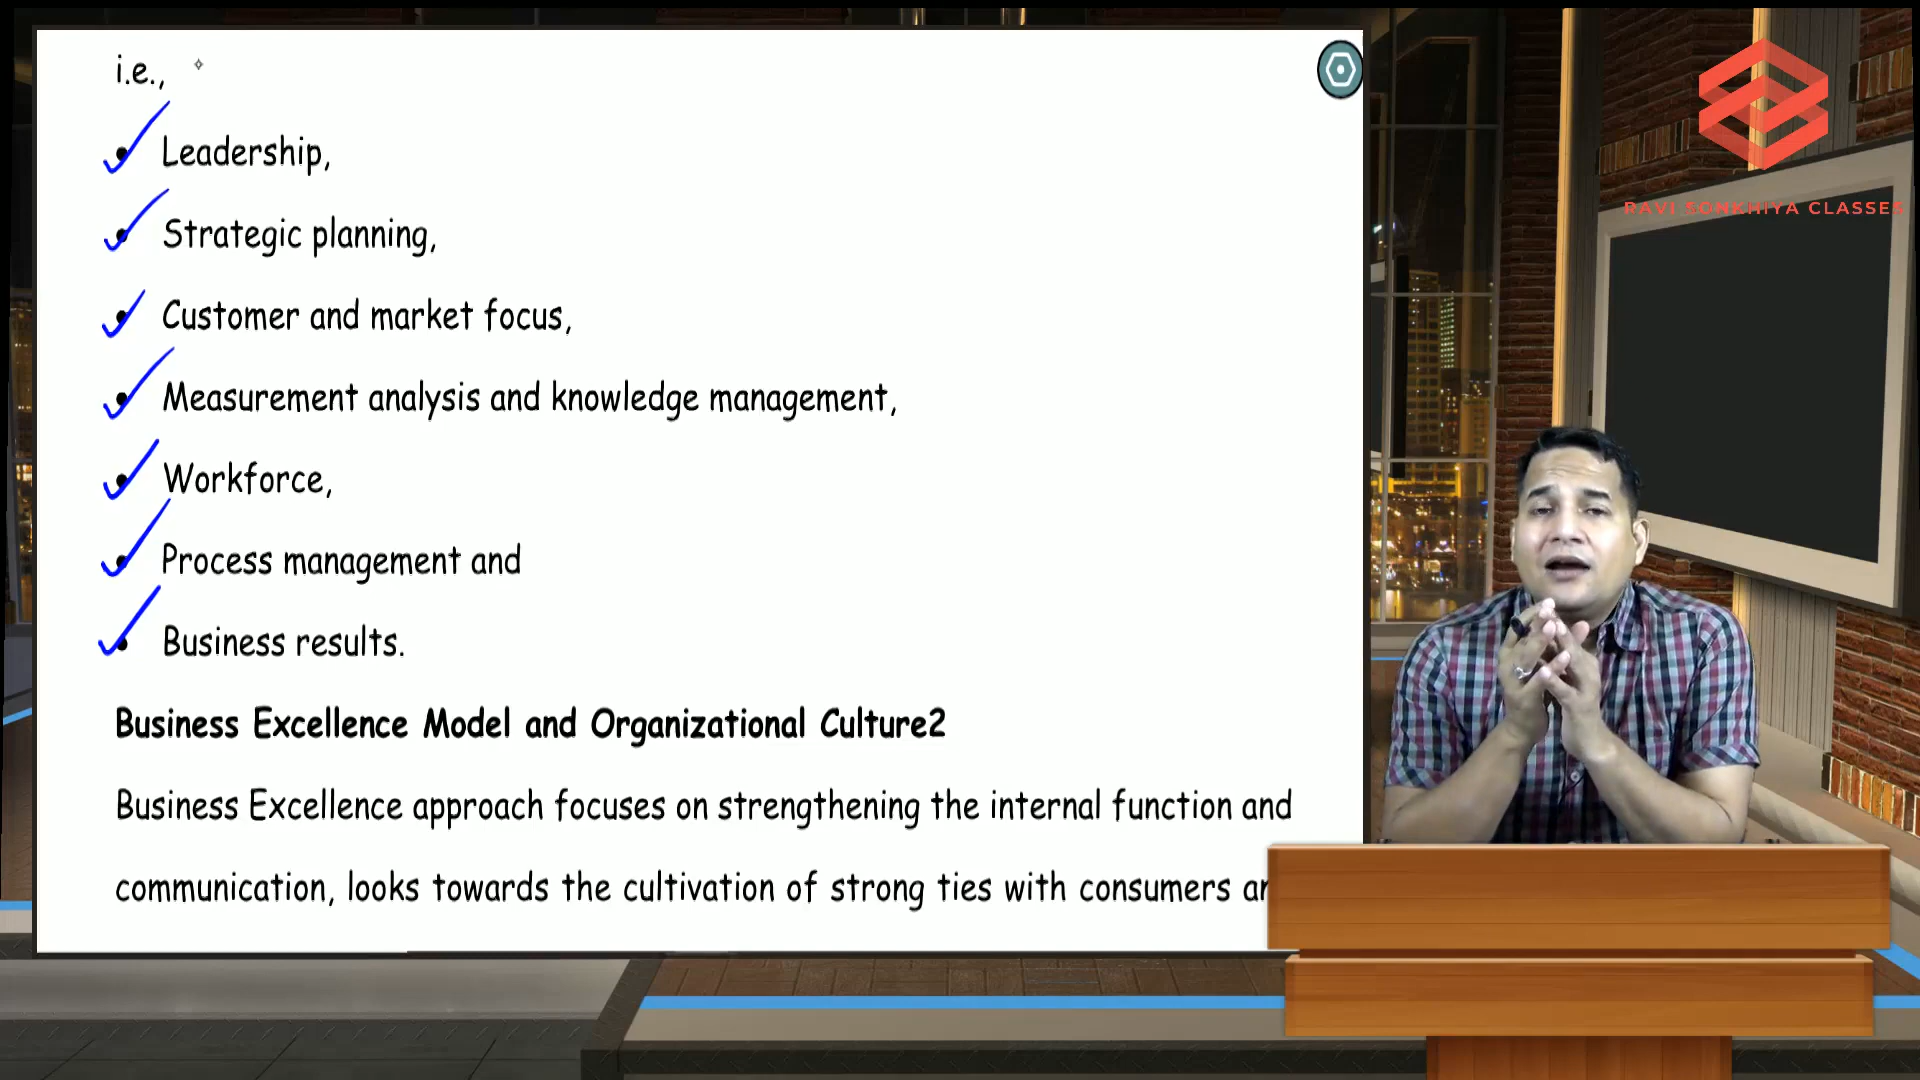 i.e.,
• Leadership,
• Strategic planning,
• Customer and market focus,
• Measurement analysis and knowledge management,
• Workforce,
• Process management and
• Business results.
Business Excellence Model and Organizational Culture2
Business Excellence approach focuses on strengthening the internal function and
communication, looks towards the cultivation of strong ties with consumers
RAVI SONKHIYA CLASSES